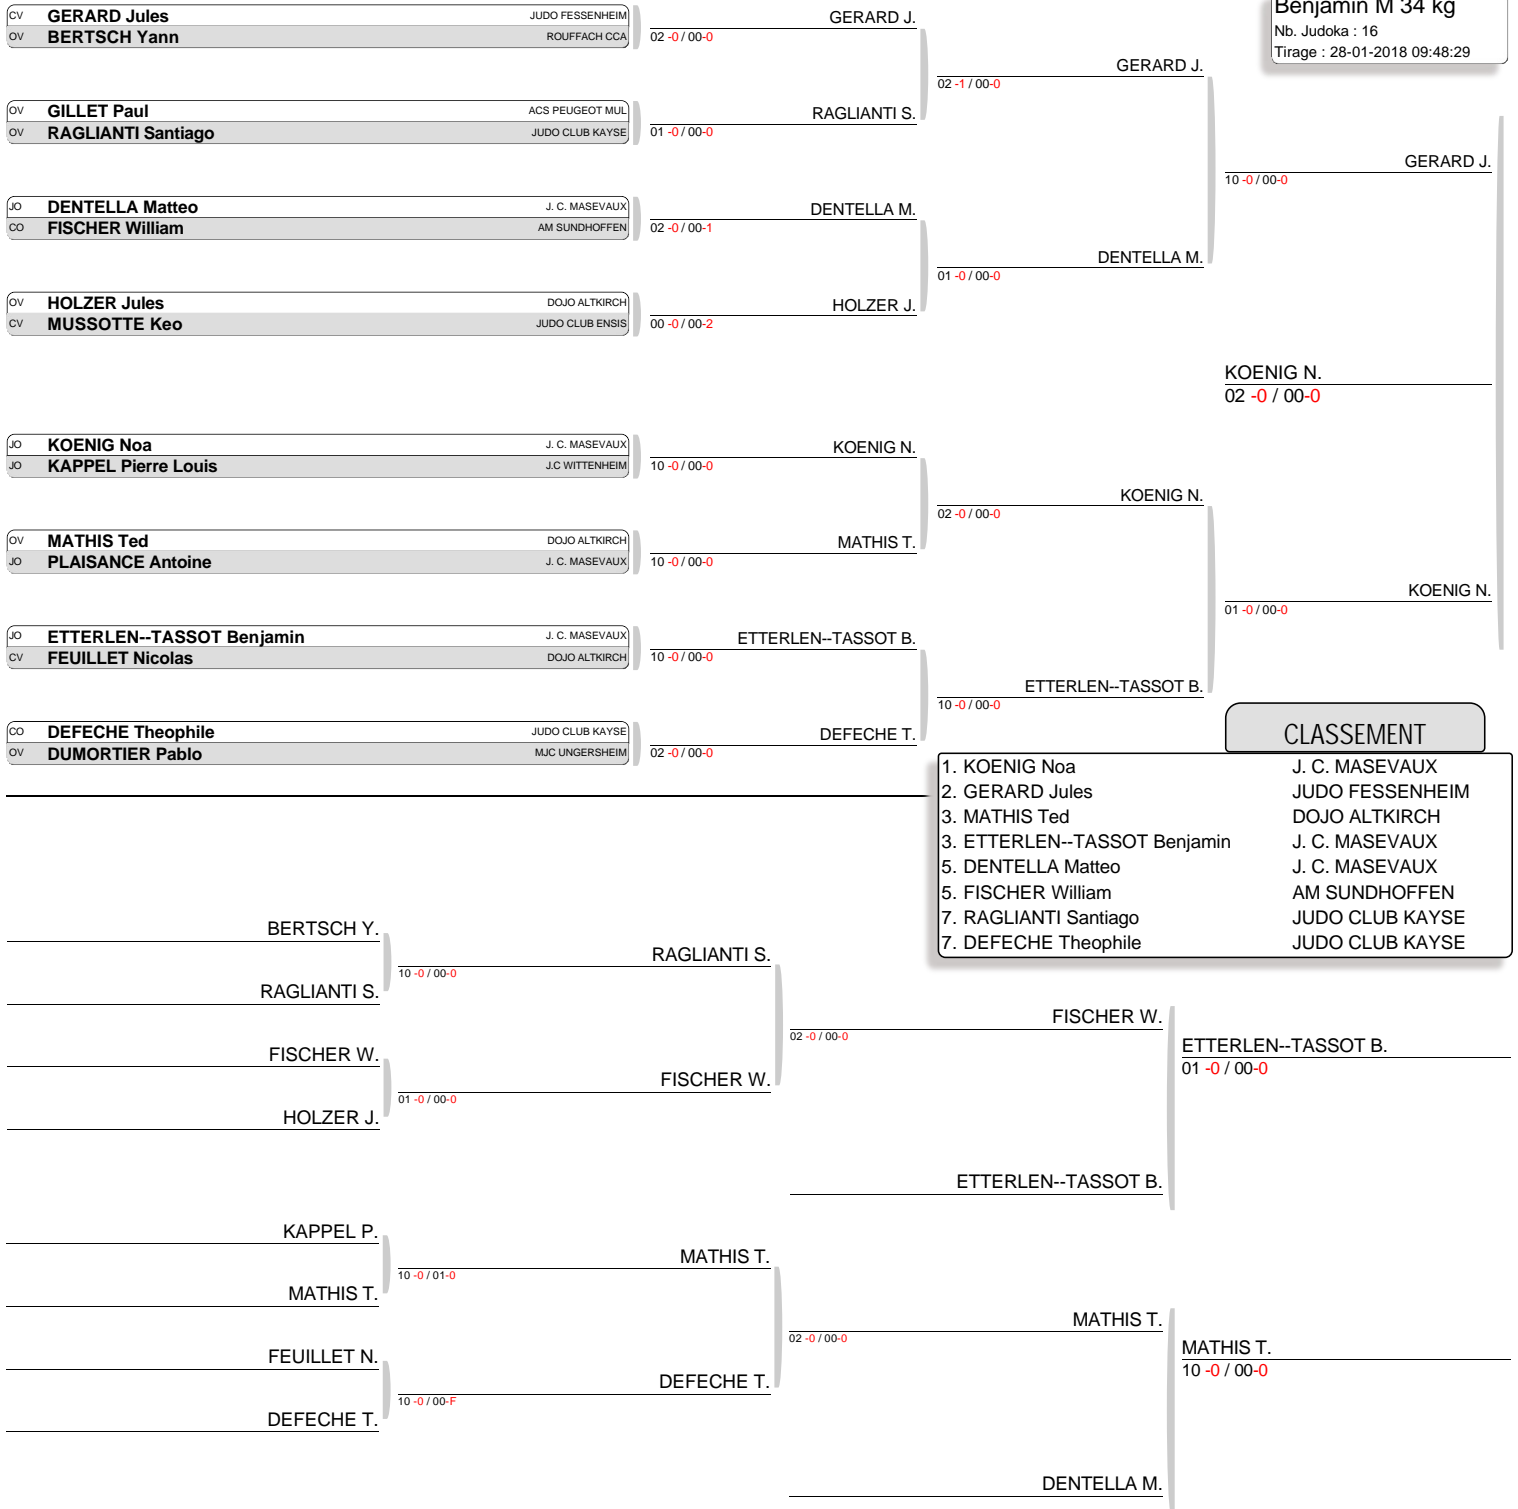 Benjamin M 34 kg
Nb. Judoka : 16
Tirage : 28-01-2018 09:48:29
CV GERARD Jules JUDO FESSENHEIM
OV BERTSCH Yann ROUFFACH CCA
GERARD J.
02 -0 / 00-0
GERARD J.
02 -1 / 00-0
OV GILLET Paul ACS PEUGEOT MUL
OV RAGLIANTI Santiago JUDO CLUB KAYSE
RAGLIANTI S.
01 -0 / 00-0
GERARD J.
10 -0 / 00-0
JO DENTELLA Matteo J. C. MASEVAUX
CO FISCHER William AM SUNDHOFFEN
DENTELLA M.
02 -0 / 00-1
DENTELLA M.
01 -0 / 00-0
OV HOLZER Jules DOJO ALTKIRCH
CV MUSSOTTE Keo JUDO CLUB ENSIS
HOLZER J.
00 -0 / 00-2
KOENIG N.
02 -0 / 00-0
JO KOENIG Noa J. C. MASEVAUX
JO KAPPEL Pierre Louis J.C WITTENHEIM
KOENIG N.
10 -0 / 00-0
KOENIG N.
02 -0 / 00-0
OV MATHIS Ted DOJO ALTKIRCH
JO PLAISANCE Antoine J. C. MASEVAUX
MATHIS T.
10 -0 / 00-0
KOENIG N.
01 -0 / 00-0
JO ETTERLEN--TASSOT Benjamin J. C. MASEVAUX
CV FEUILLET Nicolas DOJO ALTKIRCH
ETTERLEN--TASSOT B.
10 -0 / 00-0
ETTERLEN--TASSOT B.
10 -0 / 00-0
CO DEFECHE Theophile JUDO CLUB KAYSE
OV DUMORTIER Pablo MJC UNGERSHEIM
DEFECHE T.
02 -0 / 00-0
CLASSEMENT
1. KOENIG Noa J. C. MASEVAUX
2. GERARD Jules JUDO FESSENHEIM
3. MATHIS Ted DOJO ALTKIRCH
3. ETTERLEN--TASSOT Benjamin J. C. MASEVAUX
5. DENTELLA Matteo J. C. MASEVAUX
5. FISCHER William AM SUNDHOFFEN
7. RAGLIANTI Santiago JUDO CLUB KAYSE
7. DEFECHE Theophile JUDO CLUB KAYSE
BERTSCH Y.
RAGLIANTI S.
10 -0 / 00-0
RAGLIANTI S.
FISCHER W.
02 -0 / 00-0
FISCHER W.
ETTERLEN--TASSOT B.
01 -0 / 00-0
FISCHER W.
01 -0 / 00-0
HOLZER J.
ETTERLEN--TASSOT B.
KAPPEL P.
MATHIS T.
10 -0 / 01-0
MATHIS T.
MATHIS T.
02 -0 / 00-0
MATHIS T.
10 -0 / 00-0
FEUILLET N.
DEFECHE T.
10 -0 / 00-F
DEFECHE T.
DENTELLA M.